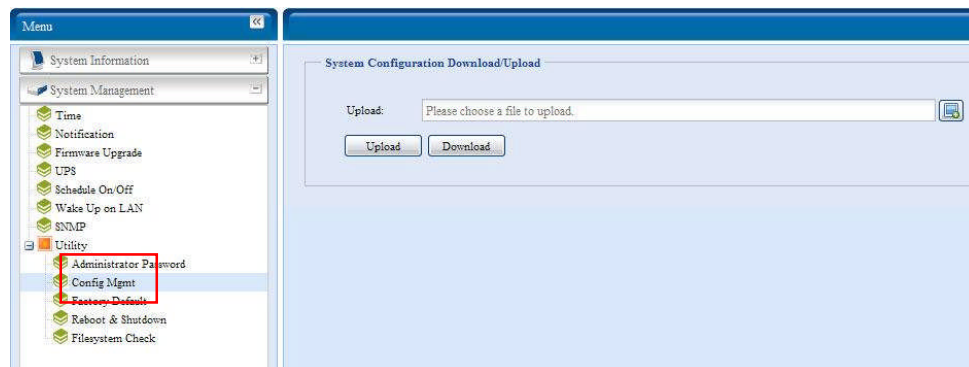 Menu
System Information
System Management
Time
Notification
Firmware Upgrade
UPS
Schedule On/Off
Wake Up on LAN
SNMP
Utility
Administrator Password
Config Mgmt
Factory Default
Reboot & Shutdown
Filesystem Check
System Configuration Download/Upload
Upload: Please choose a file to upload.
Upload Download